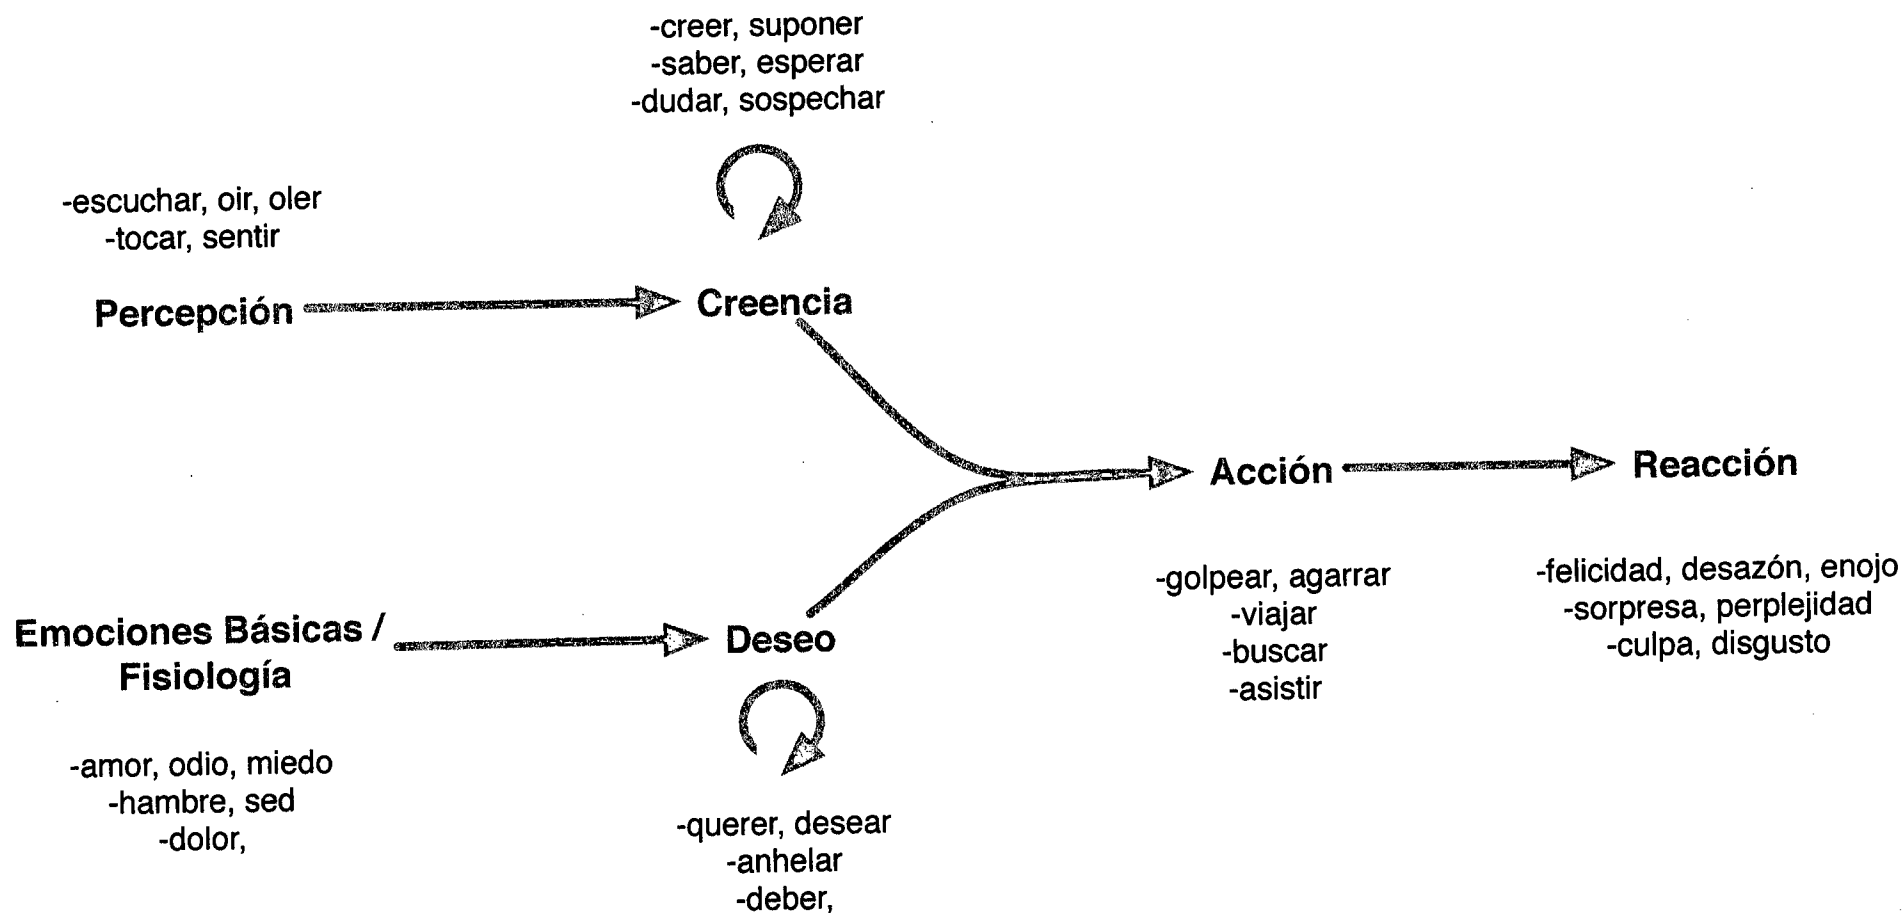 -creer, suponer
-saber, esperar
-dudar, sospechar
-escuchar, oir, oler
-tocar, sentir
Percepción
Creencia
Acción
Reacción
-golpear, agarrar
-viajar
-buscar
-asistir
-felicidad, desazón, enojo
-sorpresa, perplejidad
-culpa, disgusto
Emociones Básicas /
Fisiología
Deseo
-amor, odio, miedo
-hambre, sed
-dolor,
-querer, desear
-anhelar
-deber,